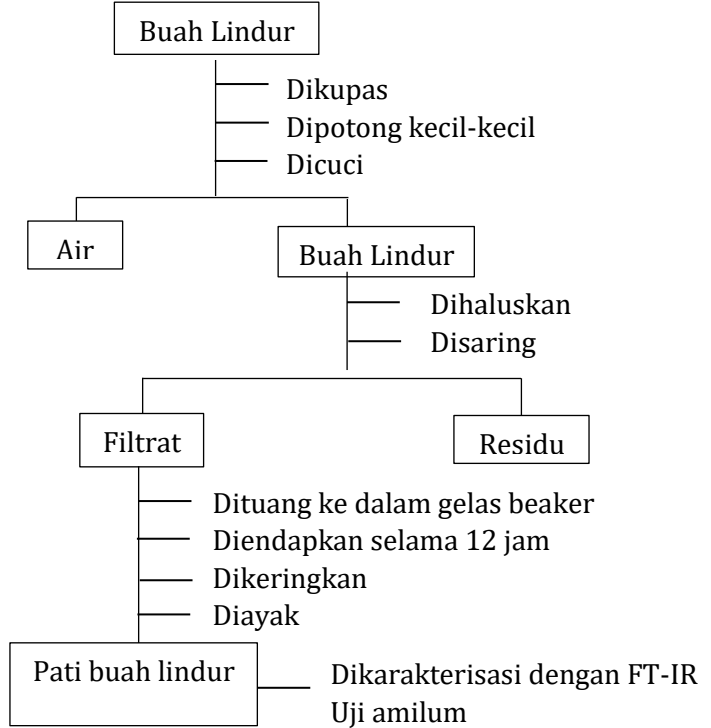 Buah Lindur
Dikupas
Dipotong kecil-kecil
Dicuci
Air
Buah Lindur
Dihaluskan
Disaring
Filtrat
Residu
Dituang ke dalam gelas beaker
Diendapkan selama 12 jam
Dikeringkan
Diayak
Pati buah lindur
Dikarakterisasi dengan FT-IR
Uji amilum